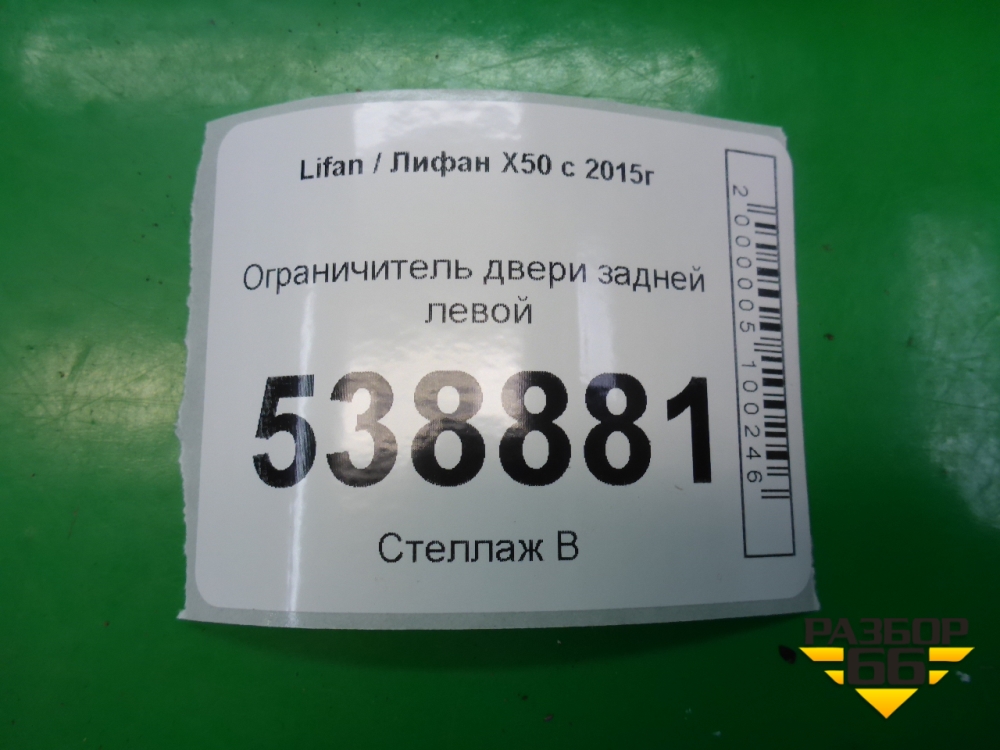 Lifan / Лифан X50 с 2015г
Ограничитель двери задней
левой
538881
Стеллаж В
2000005100246
РАЗБОР
66